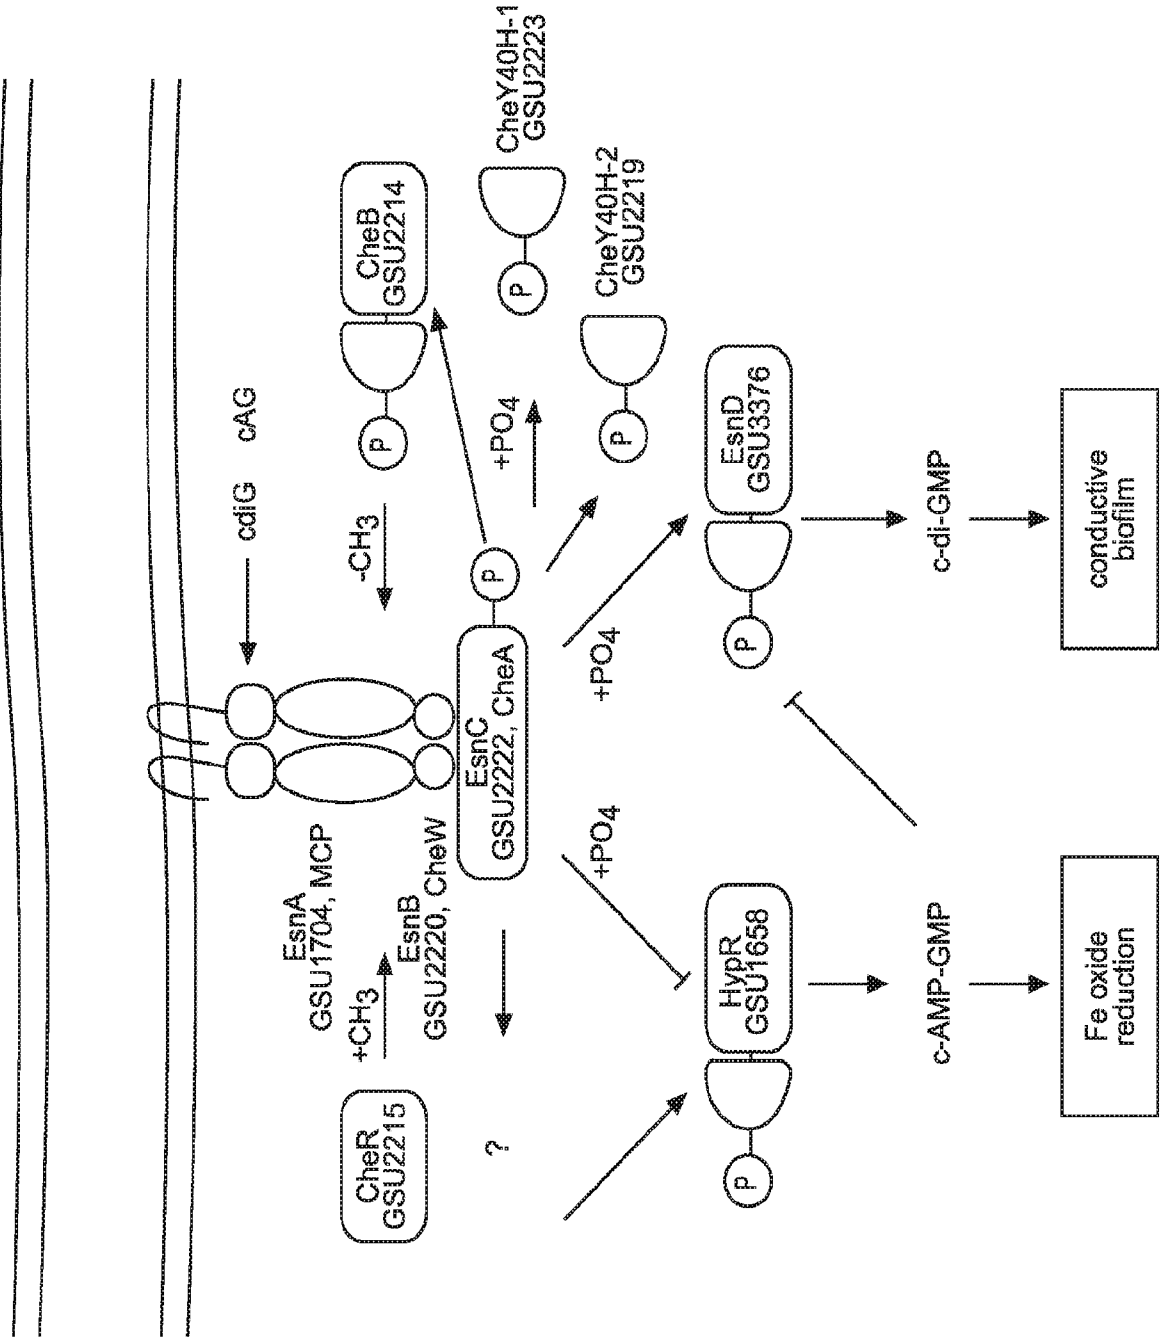 cdiG cAG
EsnA
GSU1704, MCP
CheR
GSU2215
+CH3
-CH3
P
CheB
GSU2214
EsnB
GSU2220, CheW
EsnC
GSU2222, CheA
P
?
+PO4
P
CheY40H-1
GSU2223
+PO4
+PO4
P
CheY40H-2
GSU2219
P
HypR
GSU1658
P
EsnD
GSU3376
c-AMP-GMP
c-di-GMP
Fe oxide
reduction
conductive
biofilm